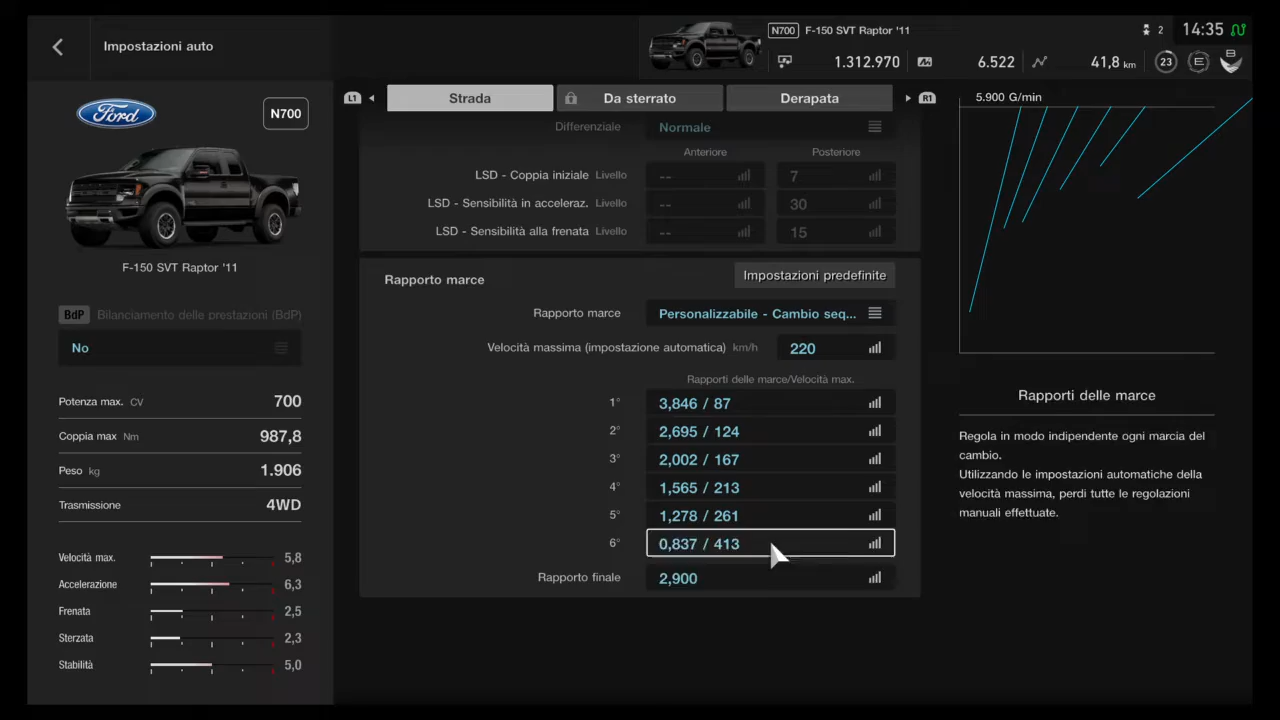 Impostazioni auto
N700 F-150 SVT Raptor '11
2 14:35
1.312.970 6.522 41,8 km 23 E B
Ford N700
F-150 SVT Raptor '11
BdP Bilanciamento delle prestazioni (BdP)
No
Potenza max. CV 700
Coppia max Nm 987,8
Peso kg 1.906
Trasmissione 4WD
Velocità max. 5,8
Accelerazione 6,3
Frenata 2,5
Sterzata 2,3
Stabilità 5,0
L1 Strada Da sterrato Derapata R1
Differenziale Normale
Anteriore Posteriore
LSD - Coppia iniziale Livello -- 7
LSD - Sensibilità in acceleraz. Livello -- 30
LSD - Sensibilità alla frenata Livello -- 15
Rapporto marce Impostazioni predefinite
Rapporto marce Personalizzabile - Cambio seq...
Velocità massima (impostazione automatica) km/h 220
Rapporti delle marce/Velocità max.
1° 3,846 / 87
2° 2,695 / 124
3° 2,002 / 167
4° 1,565 / 213
5° 1,278 / 261
6° 0,837 / 413
Rapporto finale 2,900
5.900 G/min
Rapporti delle marce
Regola in modo indipendente ogni marcia del
cambio.
Utilizzando le impostazioni automatiche della
velocità massima, perdi tutte le regolazioni
manuali effettuate.